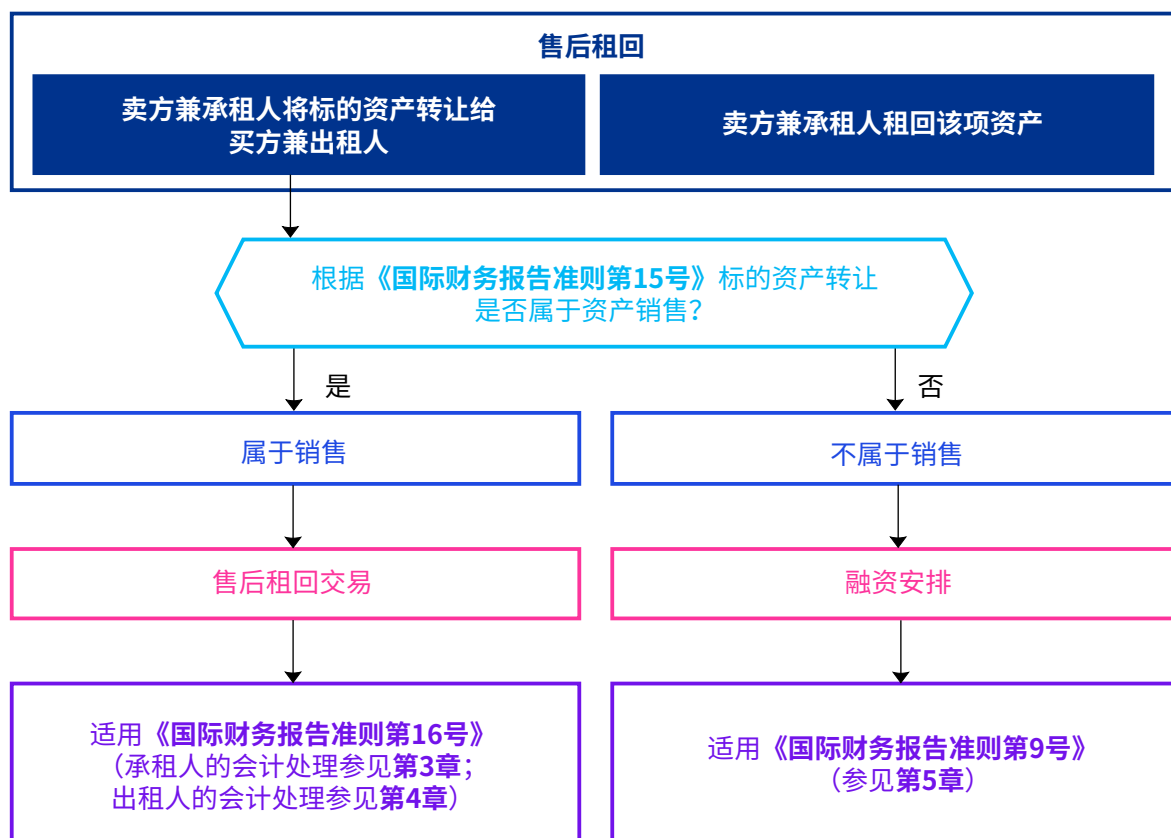 售后租回
卖方兼承租人将标的资产转让给
买方兼出租人
卖方兼承租人租回该项资产
根据《国际财务报告准则第15号》标的资产转让
是否属于资产销售？
是
否
属于销售
不属于销售
售后租回交易
融资安排
适用《国际财务报告准则第16号》
（承租人的会计处理参见第3章；
出租人的会计处理参见第4章）
适用《国际财务报告准则第9号》
（参见第5章）